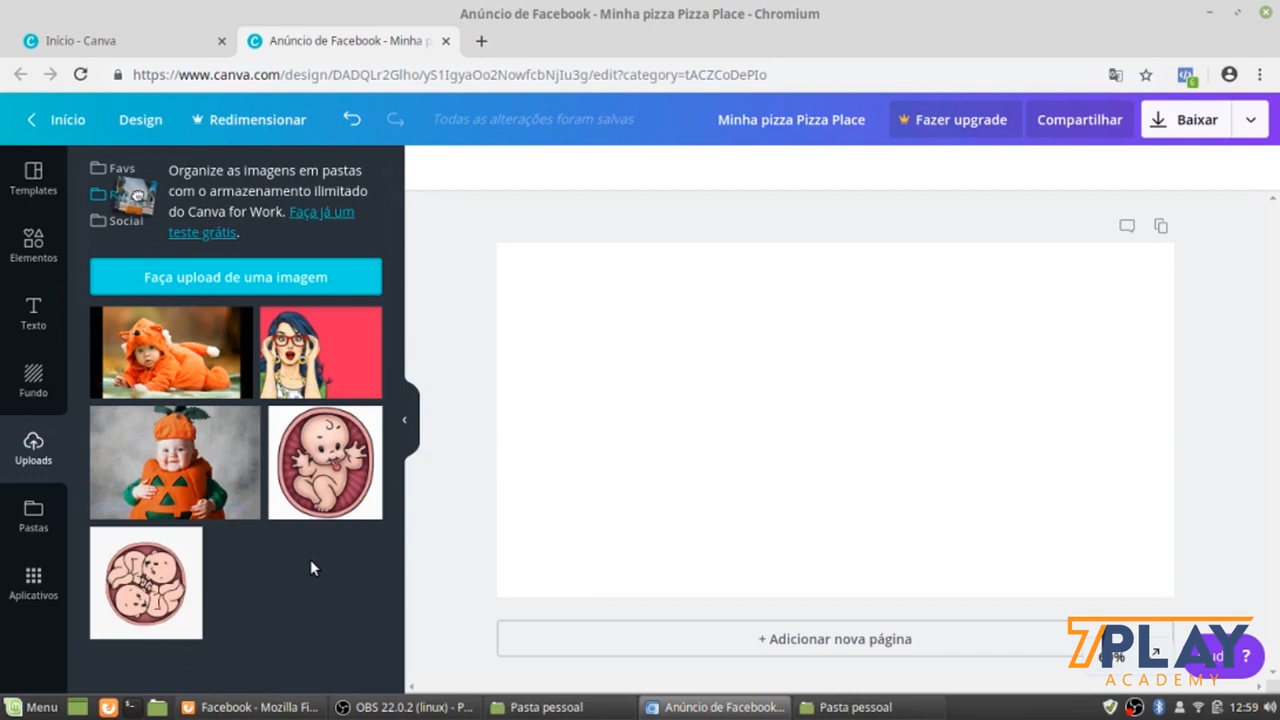 Anúncio de Facebook - Minha pizza Pizza Place - Chromium
Início - Canva
Anúncio de Facebook - Minha p
https://www.canva.com/design/DADQLr2Glho/yS1IgyaOo2NowfcbNjIu3g/edit?category=tACZCoDePIo
6
Início
Design
Redimensionar
Todas as alterações foram salvas
Minha pizza Pizza Place
Fazer upgrade
Compartilhar
Baixar
Templates
Elementos
Texto
Fundo
Uploads
Pastas
Aplicativos
Favs
Social
Organize as imagens em pastas
com o armazenamento ilimitado
do Canva for Work. Faça já um
teste grátis.
Faça upload de uma imagem
+ Adicionar nova página
7PLAY
ACADEMY
?
Menu
Facebook - Mozilla Fi...
OBS 22.0.2 (linux) - P...
Pasta pessoal
Anúncio de Facebook...
Pasta pessoal
12:59